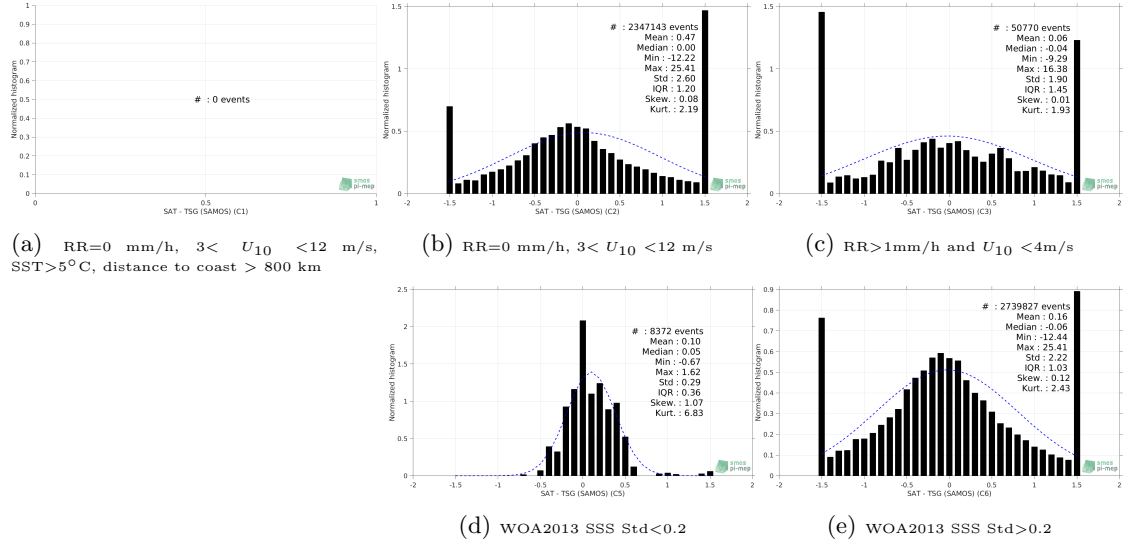 1
0.9
0.8
0.7
0.6
0.5
0.4
0.3
0.2
0.1
0
Normalized histogram
# : 0 events
smos
pi-mep
0 0.5 1
SAT - TSG (SAMOS) (C1)
(a) RR=0 mm/h, 3< U10 <12 m/s,
SST>5°C, distance to coast > 800 km
1.5
1
0.5
0
Normalized histogram
# : 2347143 events
Mean : 0.47
Median : 0.00
Min : -12.22
Max : 25.41
Std : 2.60
IQR : 1.20
Skew. : 0.08
Kurt. : 2.19
smos
pi-mep
-2 -1.5 -1 -0.5 0 0.5 1 1.5 2
SAT - TSG (SAMOS) (C2)
(b) RR=0 mm/h, 3< U10 <12 m/s
1.5
1
0.5
0
Normalized histogram
# : 50770 events
Mean : 0.06
Median : -0.04
Min : -9.29
Max : 16.38
Std : 1.90
IQR : 1.45
Skew. : 0.01
Kurt. : 1.93
smos
pi-mep
-2 -1.5 -1 -0.5 0 0.5 1 1.5 2
SAT - TSG (SAMOS) (C3)
(c) RR>1mm/h and U10 <4m/s
2.5
2
1.5
1
0.5
0
Normalized histogram
# : 8372 events
Mean : 0.10
Median : 0.05
Min : -0.67
Max : 1.62
Std : 0.29
IQR : 0.36
Skew. : 1.07
Kurt. : 6.83
smos
pi-mep
-2 -1.5 -1 -0.5 0 0.5 1 1.5 2
SAT - TSG (SAMOS) (C5)
(d) WOA2013 SSS Std<0.2
0.9
0.8
0.7
0.6
0.5
0.4
0.3
0.2
0.1
0
Normalized histogram
# : 2739827 events
Mean : 0.16
Median : -0.06
Min : -12.44
Max : 25.41
Std : 2.22
IQR : 1.03
Skew. : 0.12
Kurt. : 2.43
smos
pi-mep
-2 -1.5 -1 -0.5 0 0.5 1 1.5 2
SAT - TSG (SAMOS) (C6)
(e) WOA2013 SSS Std>0.2